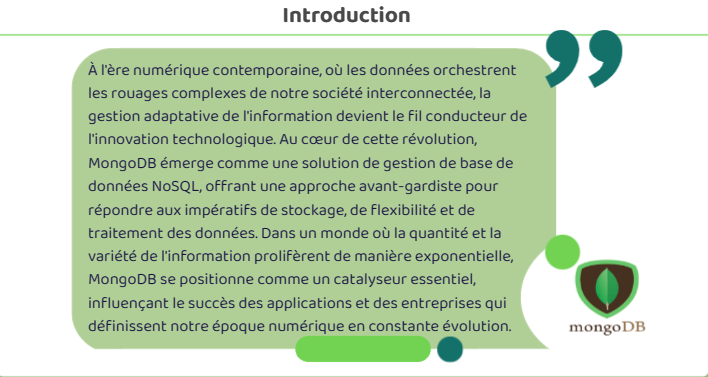 Introduction
À l'ère numérique contemporaine, où les données orchestrent
les rouages complexes de notre société interconnectée, la
gestion adaptative de l'information devient le fil conducteur de
l'innovation technologique. Au cœur de cette révolution,
MongoDB émerge comme une solution de gestion de base de
données NoSQL, offrant une approche avant-gardiste pour
répondre aux impératifs de stockage, de flexibilité et de
traitement des données. Dans un monde où la quantité et la
variété de l'information prolifèrent de manière exponentielle,
MongoDB se positionne comme un catalyseur essentiel,
influençant le succès des applications et des entreprises qui
définissent notre époque numérique en constante évolution.
mongoDB